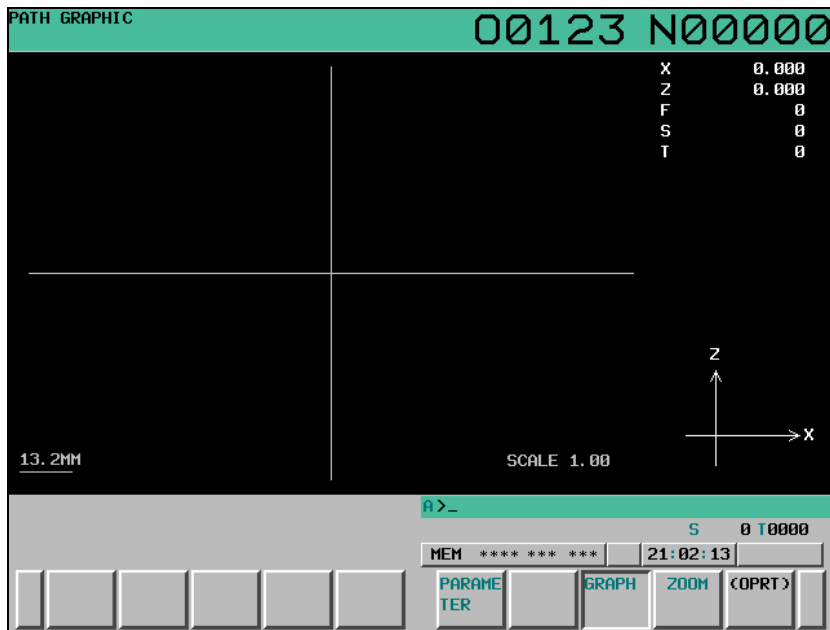 PATH GRAPHIC
O0123 N00000
X 0.000
Z 0.000
F 0
S 0
T 0
Z
X
13.2MM
SCALE 1.00
A>_
S 0 T0000
MEM **** *** ***
21:02:13
PARAME
TER
GRAPH
ZOOM
(OPRT)